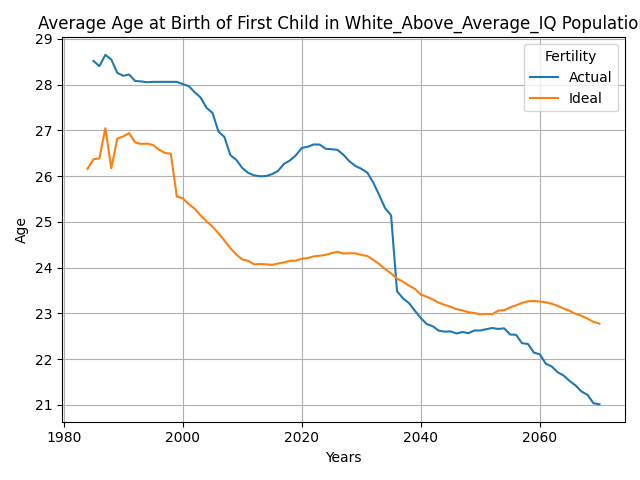 Average Age at Birth of First Child in White_Above_Average_IQ Population
29
28
27
26
25
24
23
22
21
Age
1980
2000
2020
2040
2060
Years
Fertility
Actual
Ideal